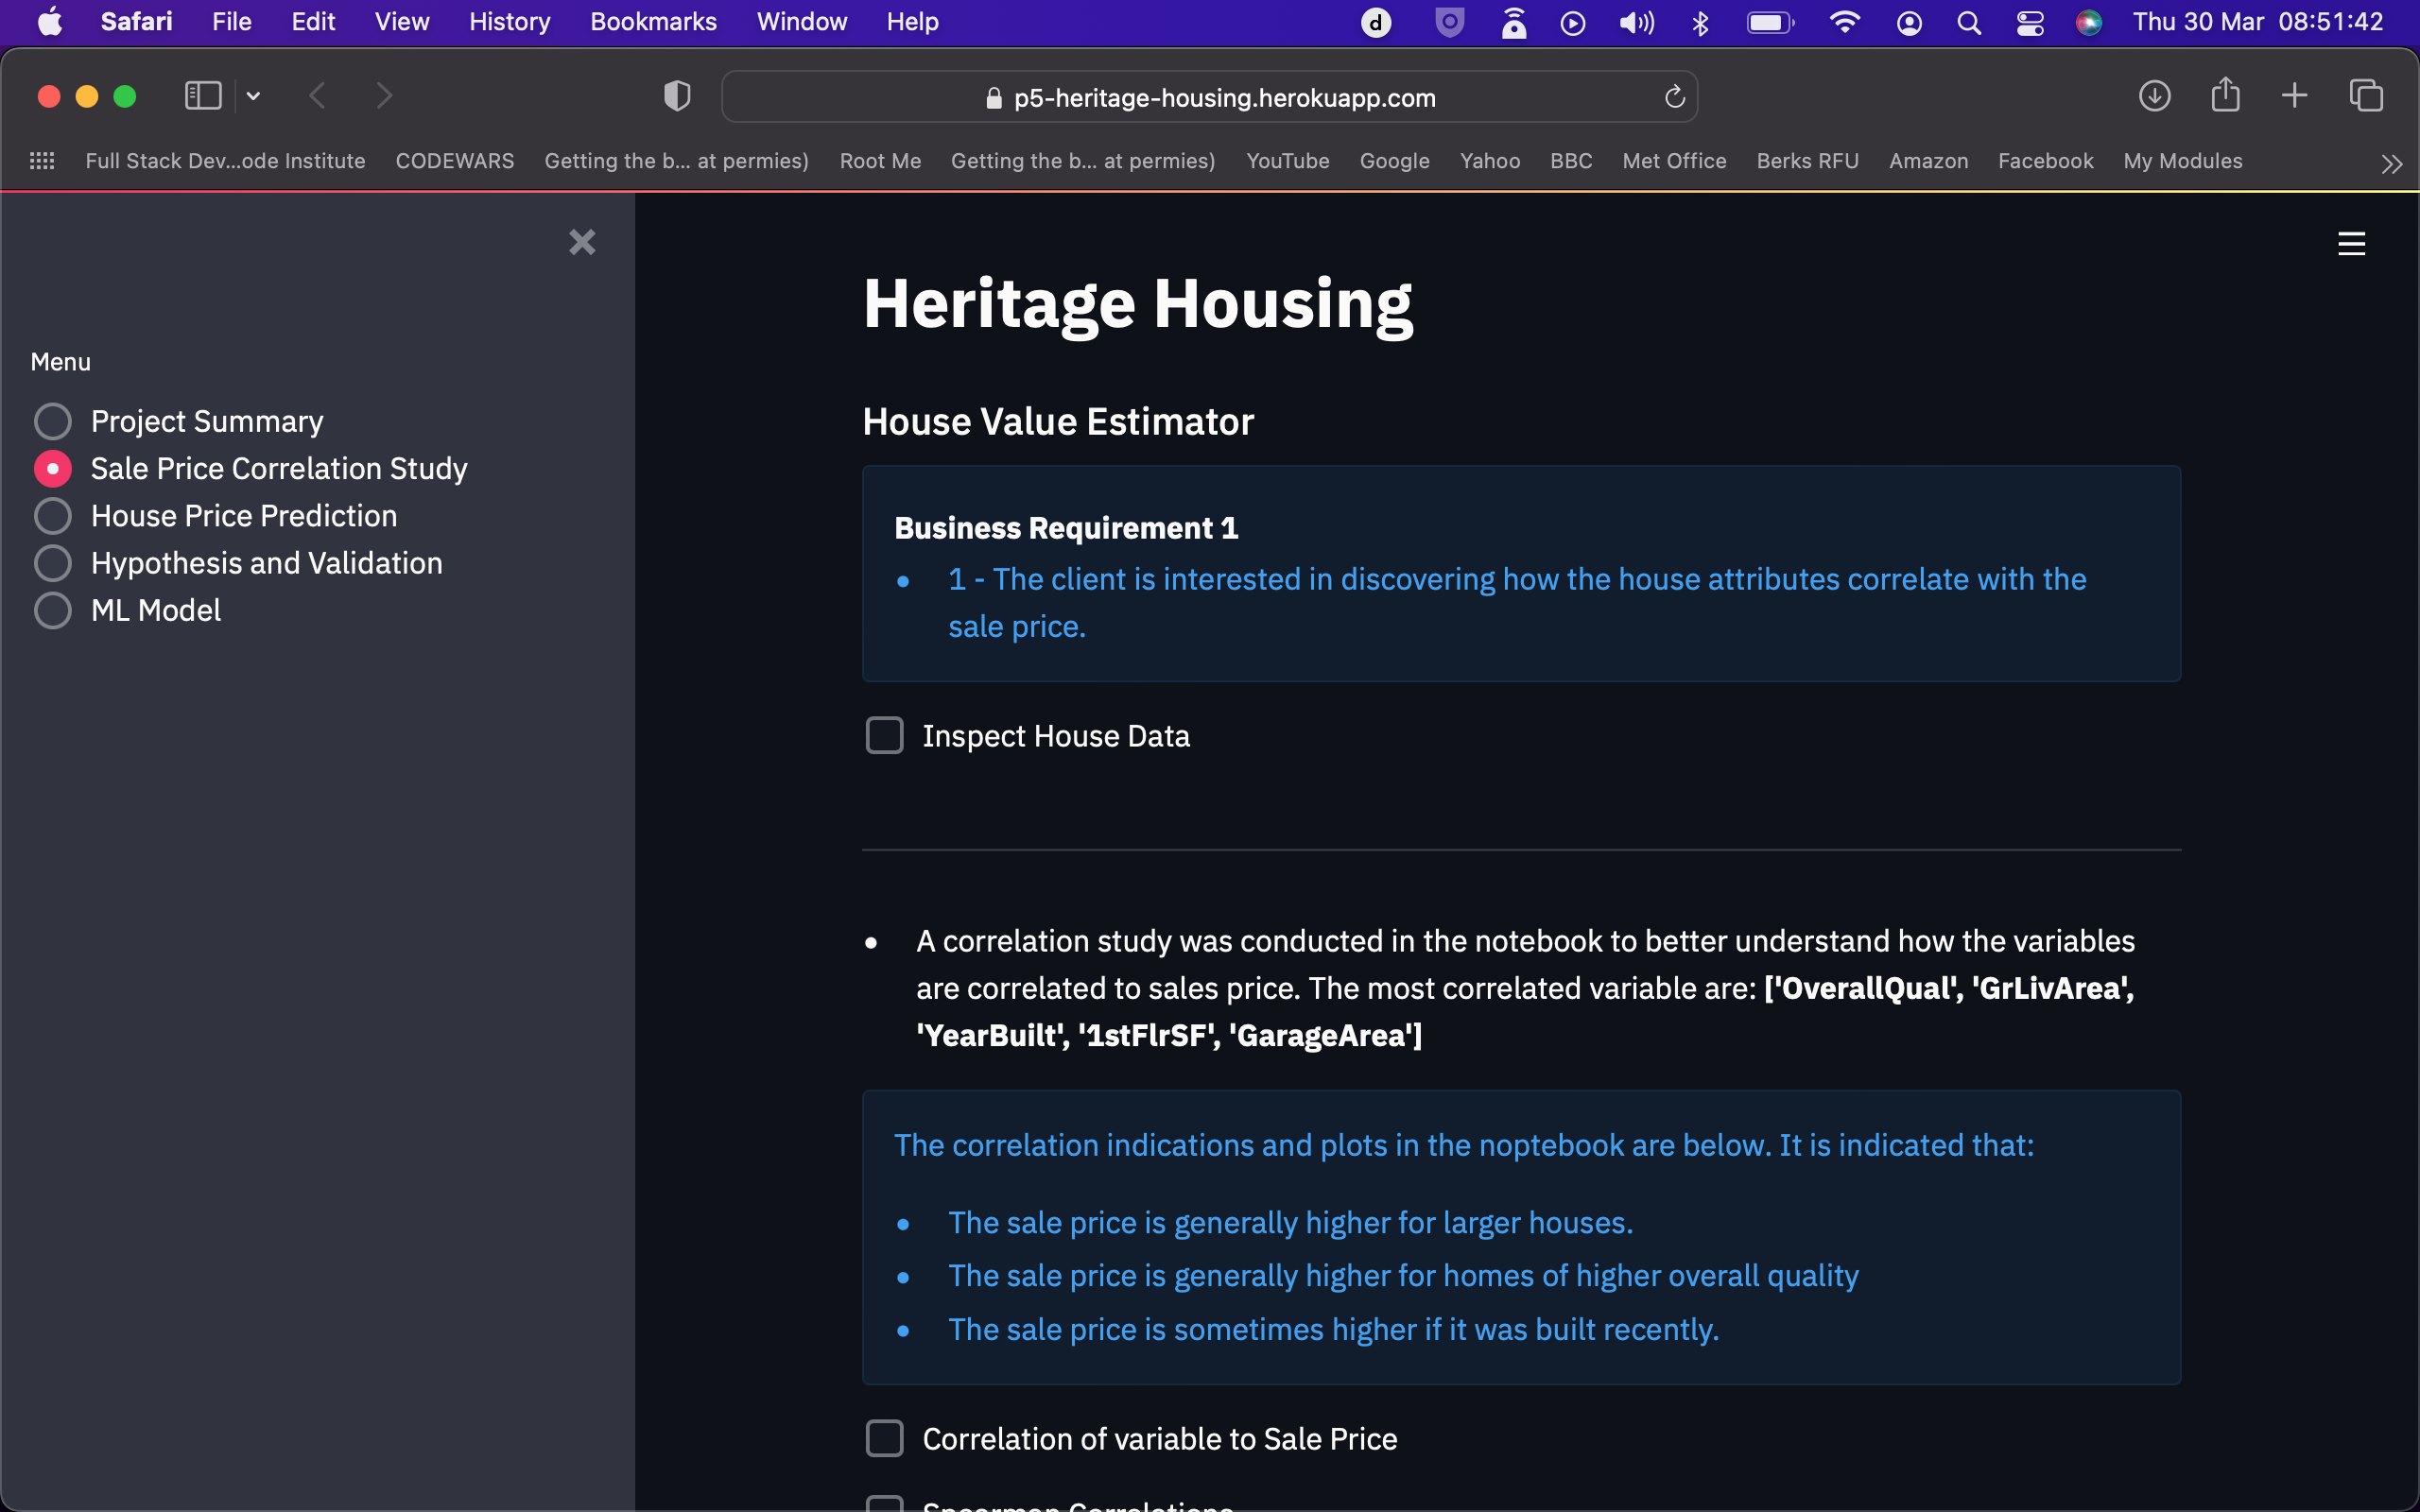 Safari File Edit View History Bookmarks Window Help d Thu 30 Mar 08:51:42
p5-heritage-housing.herokuapp.com
Full Stack Dev...ode Institute CODEWARS Getting the b... at permies) Root Me Getting the b... at permies) YouTube Google Yahoo BBC Met Office Berks RFU Amazon Facebook My Modules
Menu
Project Summary
Sale Price Correlation Study
House Price Prediction
Hypothesis and Validation
ML Model
Heritage Housing
House Value Estimator
Business Requirement 1
• 1 - The client is interested in discovering how the house attributes correlate with the
sale price.
Inspect House Data
• A correlation study was conducted in the notebook to better understand how the variables
are correlated to sales price. The most correlated variable are: ['OverallQual', 'GrLivArea',
'YearBuilt', '1stFlrSF', 'GarageArea']
The correlation indications and plots in the noptebook are below. It is indicated that:
• The sale price is generally higher for larger houses.
• The sale price is generally higher for homes of higher overall quality
• The sale price is sometimes higher if it was built recently.
Correlation of variable to Sale Price
Spearman Correlations